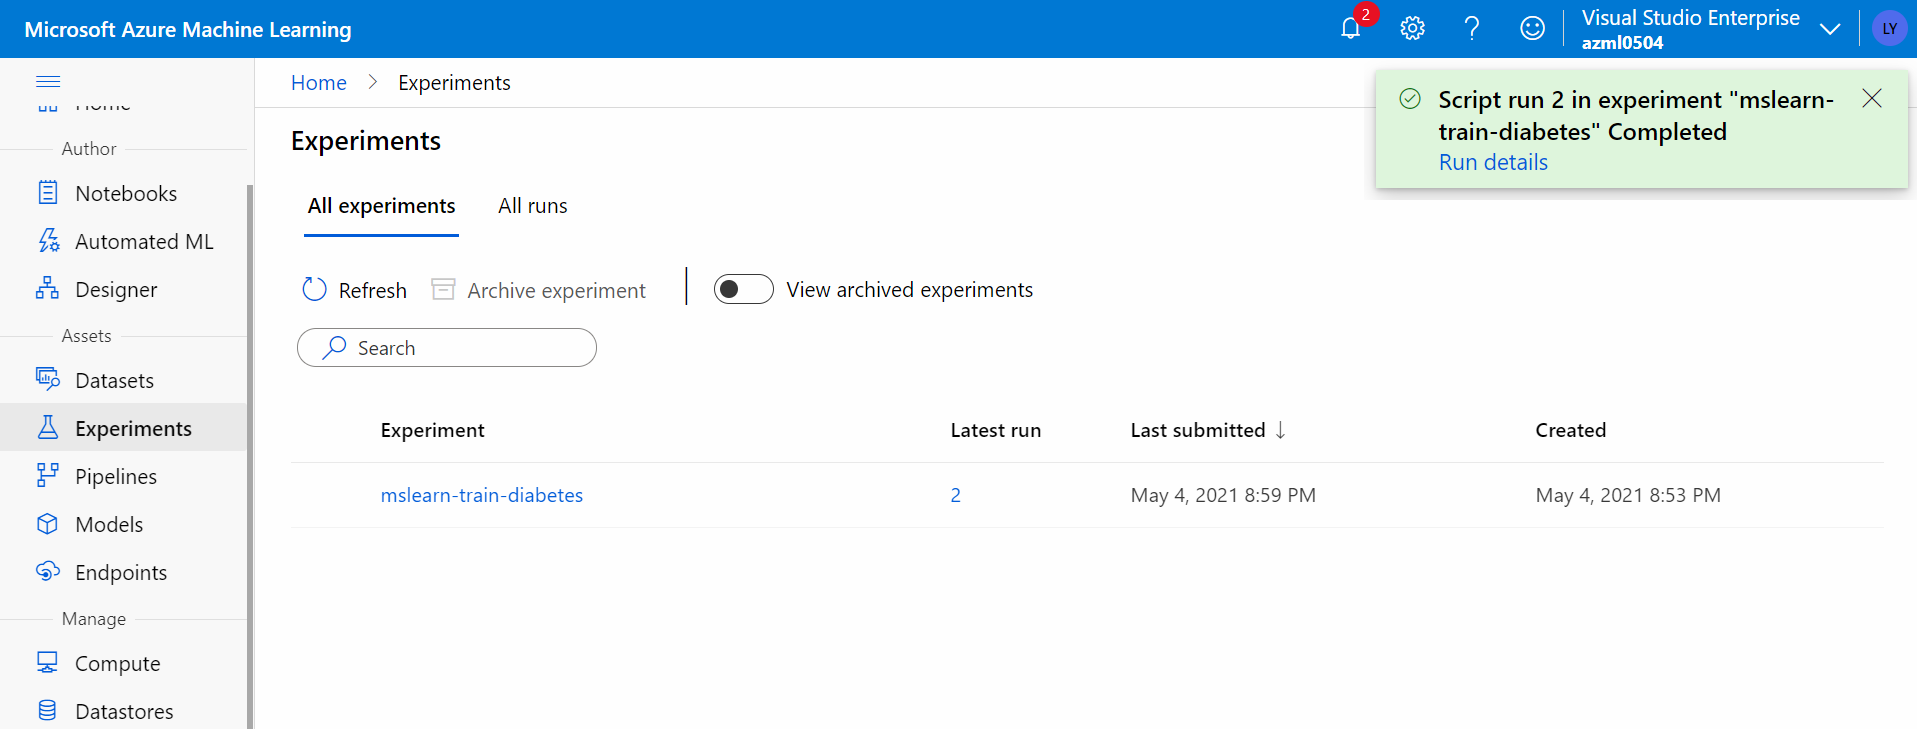 Microsoft Azure Machine Learning
2
Visual Studio Enterprise
azml0504
LY
Home
Author
Notebooks
Automated ML
Designer
Assets
Datasets
Experiments
Pipelines
Models
Endpoints
Manage
Compute
Datastores
Home > Experiments
Script run 2 in experiment "mslearn-
train-diabetes" Completed
Run details
Experiments
All experiments All runs
Refresh Archive experiment View archived experiments
Search
Experiment Latest run Last submitted ↓ Created
mslearn-train-diabetes 2 May 4, 2021 8:59 PM May 4, 2021 8:53 PM